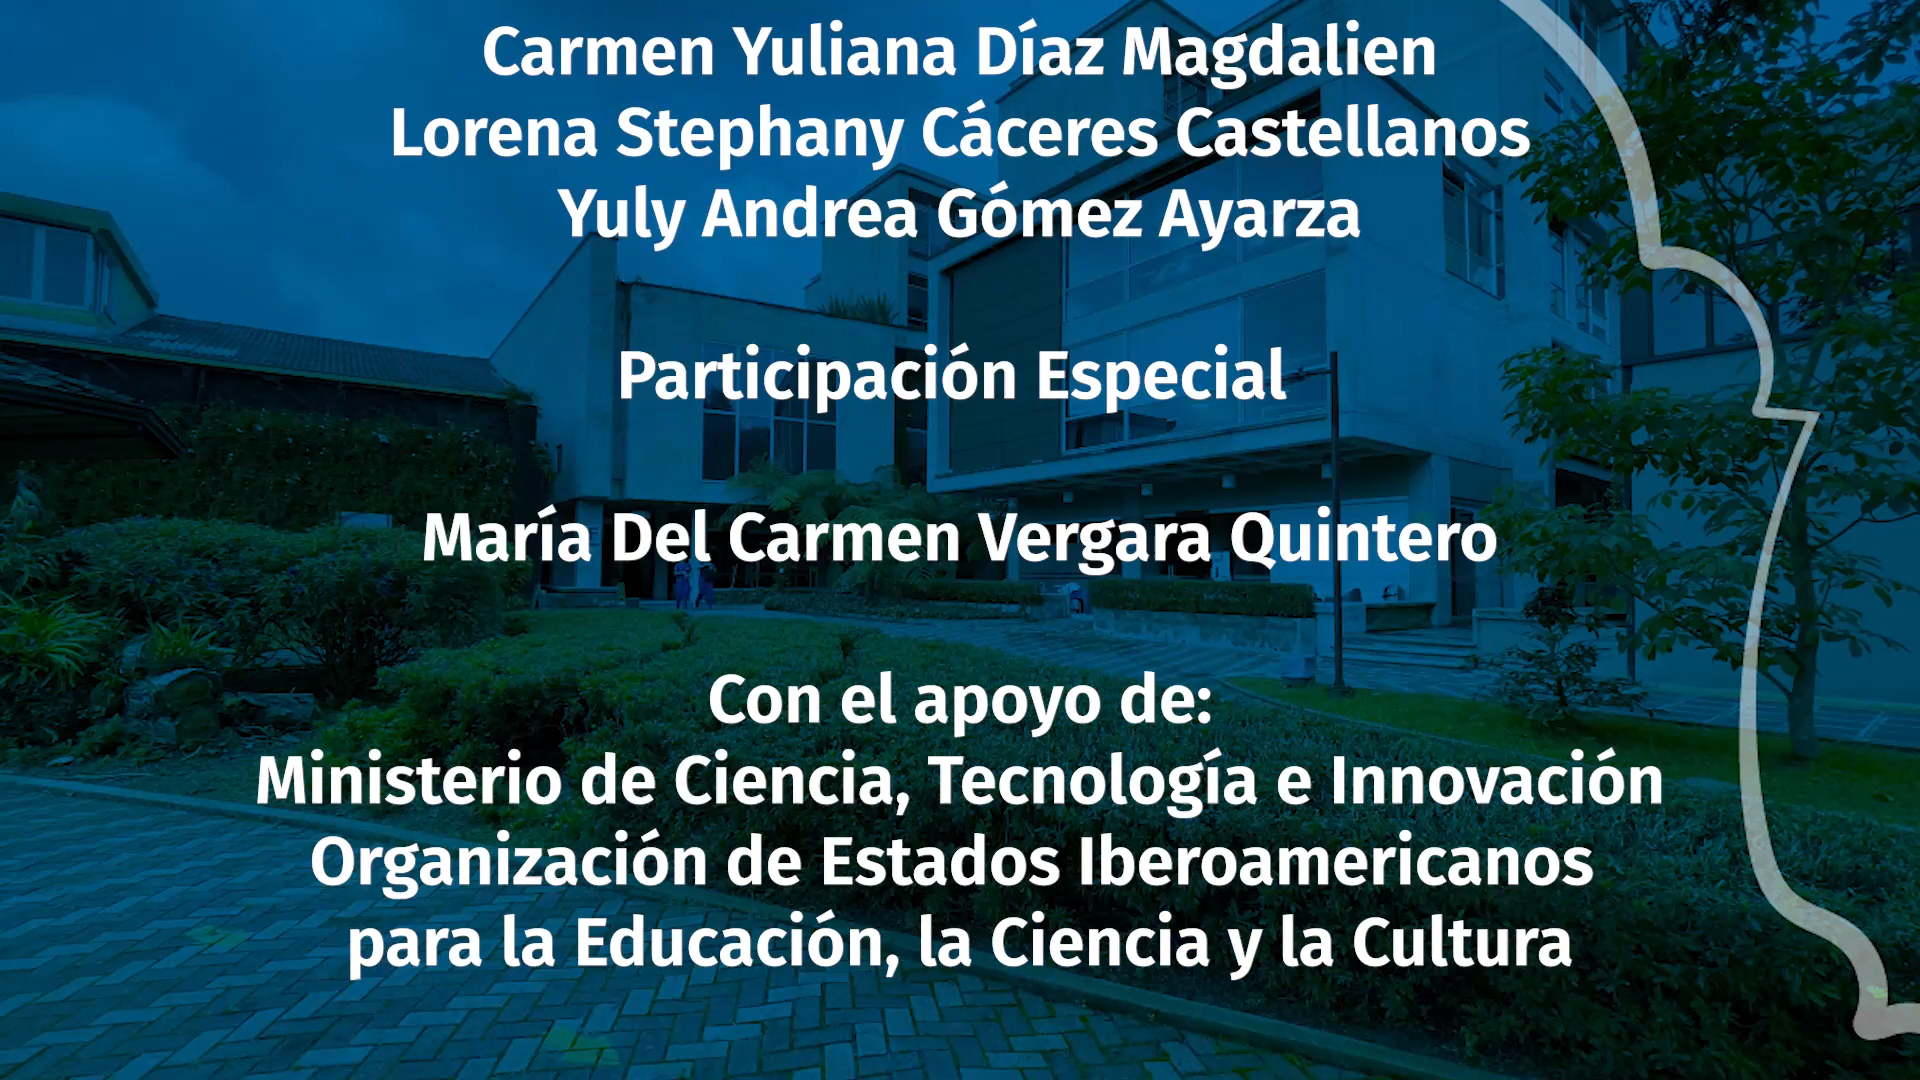 Carmen Yuliana Díaz Magdalien
Lorena Stephany Cáceres Castellanos
Yuly Andrea Gómez Ayarza
Participación Especial
María Del Carmen Vergara Quintero
Con el apoyo de:
Ministerio de Ciencia, Tecnología e Innovación
Organización de Estados Iberoamericanos
para la Educación, la Ciencia y la Cultura